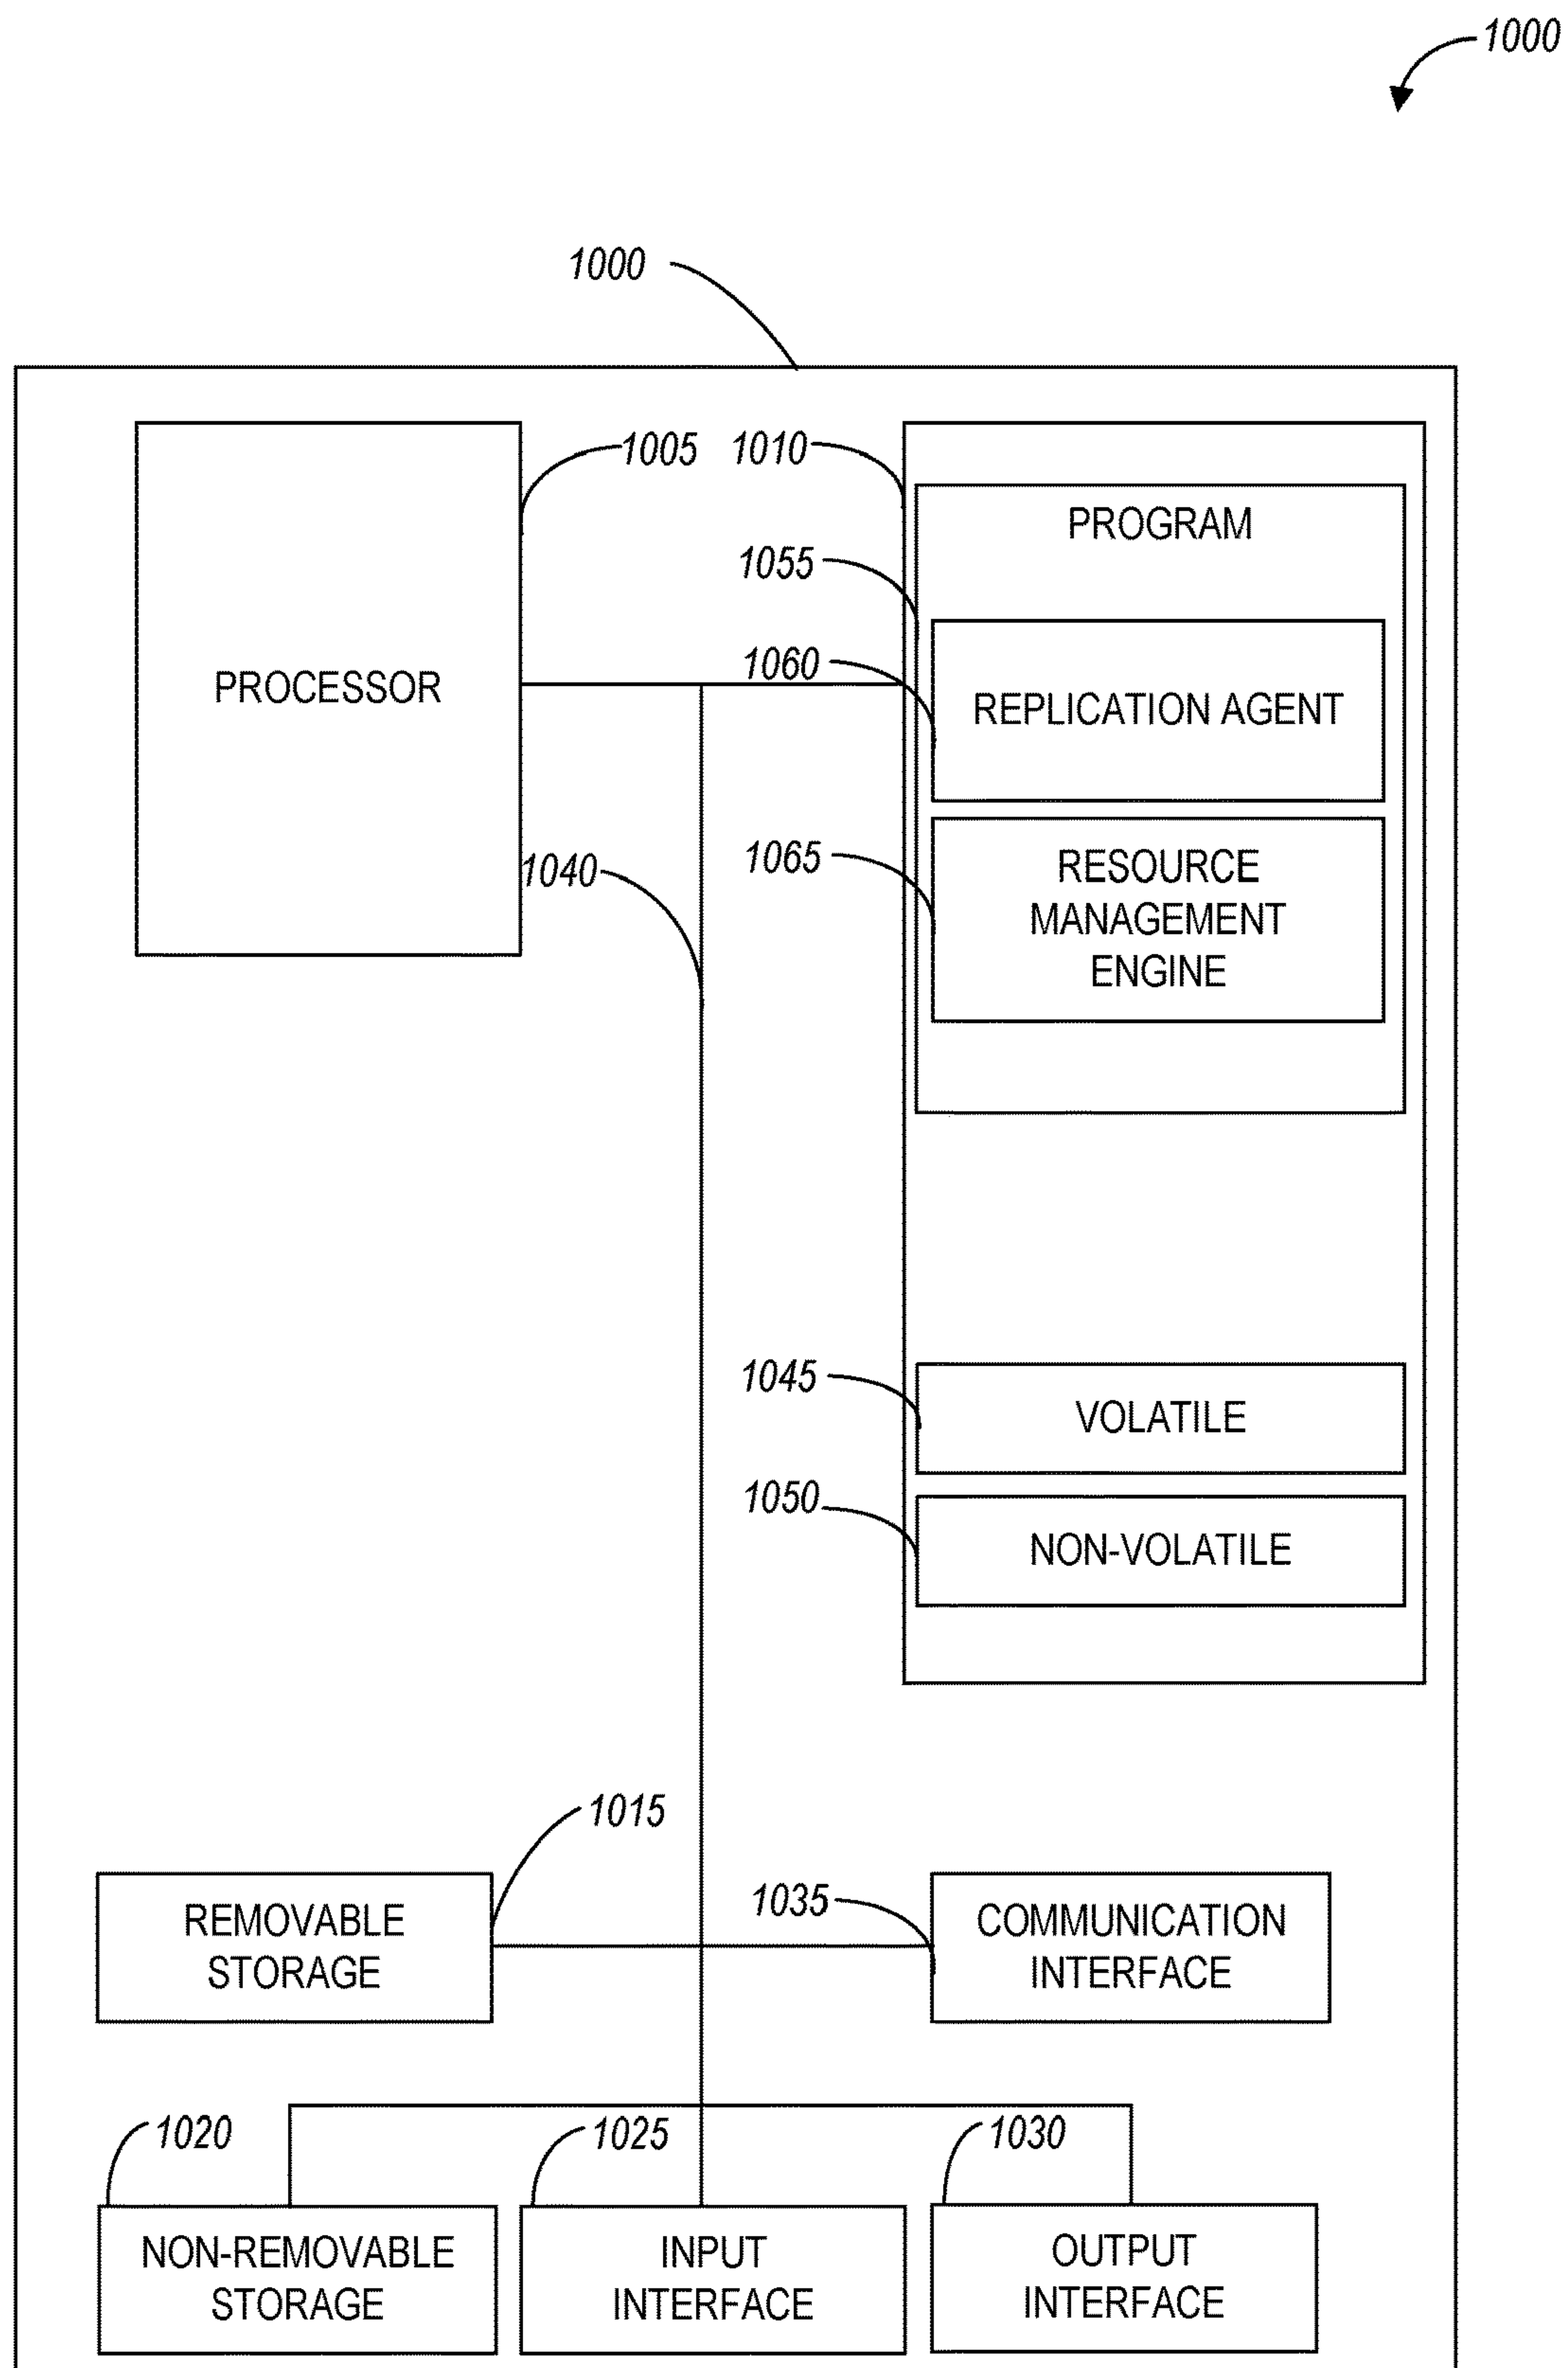 1000
1000
1005
1010
PROGRAM
1055
1060
PROCESSOR
REPLICATION AGENT
1040
1065
RESOURCE
MANAGEMENT
ENGINE
1045
VOLATILE
1050
NON-VOLATILE
1015
REMOVABLE
STORAGE
1035
COMMUNICATION
INTERFACE
1020
1025
1030
NON-REMOVABLE
STORAGE
INPUT
INTERFACE
OUTPUT
INTERFACE